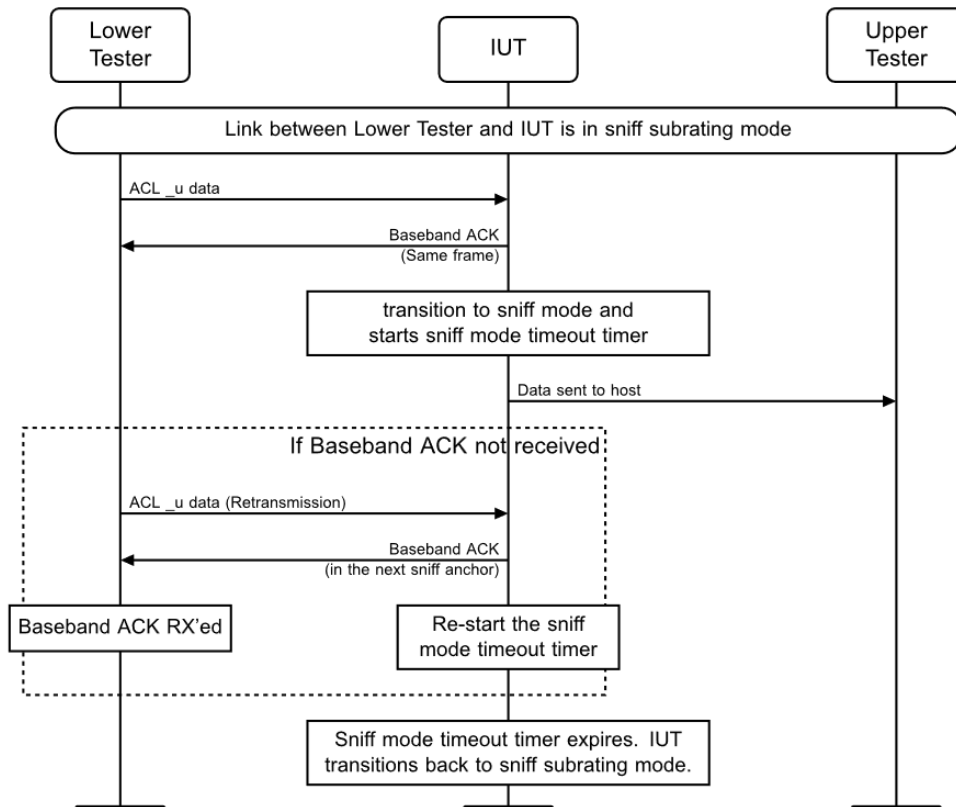 Lower
Tester
IUT
Upper
Tester
Link between Lower Tester and IUT is in sniff subrating mode
ACL _u data
Baseband ACK
(Same frame)
transition to sniff mode and
starts sniff mode timeout timer
Data sent to host
If Baseband ACK not received
ACL _u data (Retransmission)
Baseband ACK
(in the next sniff anchor)
Baseband ACK RX'ed
Re-start the sniff
mode timeout timer
Sniff mode timeout timer expires. IUT
transitions back to sniff subrating mode.